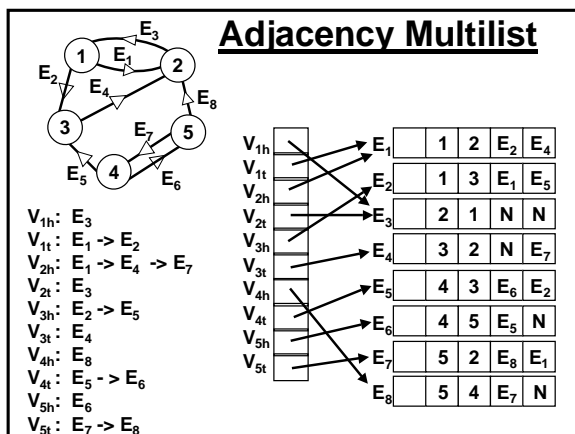 Adjacency Multilist
E3
1
E1
2
E2
E4
E8
3
E7
5
E5
4
E6
V1h: E3
V1t: E1 -> E2
V2h: E1 -> E4 -> E7
V2t: E3
V3h: E2 -> E5
V3t: E4
V4h: E8
V4t: E5 -> E6
V5h: E6
V5t: E7 -> E8
V1h
V1t
V2h
V2t
V3h
V3t
V4h
V4t
V5h
V5t
E1 1 2 E2 E4
E2 1 3 E1 E5
E3 2 1 N N
E4 3 2 N E7
E5 4 3 E6 E2
E6 4 5 E5 N
E7 5 2 E8 E1
E8 5 4 E7 N